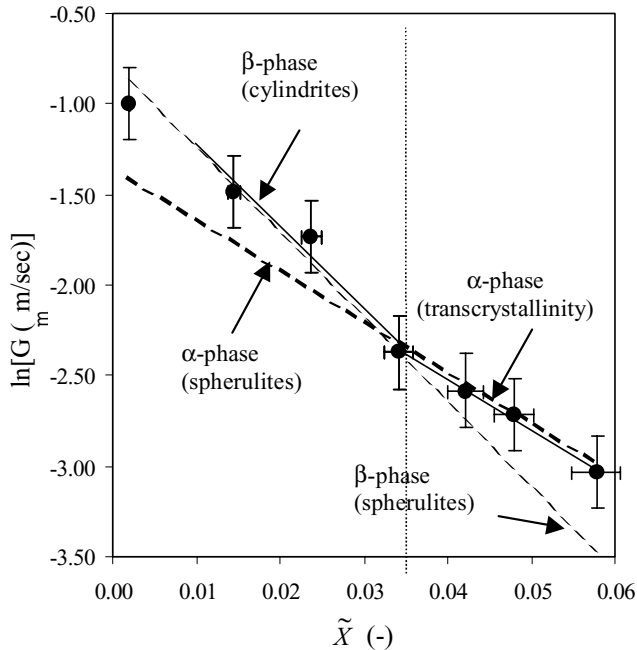 -0.50
-1.00
-1.50
-2.00
-2.50
-3.00
-3.50
ln[G (m m/sec)]
β-phase
(cylindrites)
α-phase
(transcrystallinity)
α-phase
(spherulites)
β-phase
(spherulites)
0.00 0.01 0.02 0.03 0.04 0.05 0.06
X̃ (-)